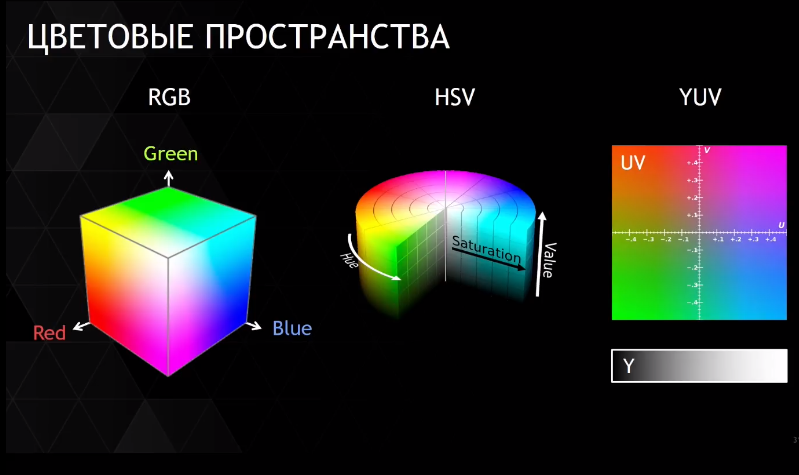 ЦВЕТОВЫЕ ПРОСТРАНСТВА
RGB
HSV
YUV
Green
Red
Blue
Hue
Saturation
Value
UV
V
U
+.4
+.3
+.2
+.1
-.4 -.3 -.2 -.1 +.1 +.2 +.3 +.4
-.1
-.2
-.3
-.4
Y